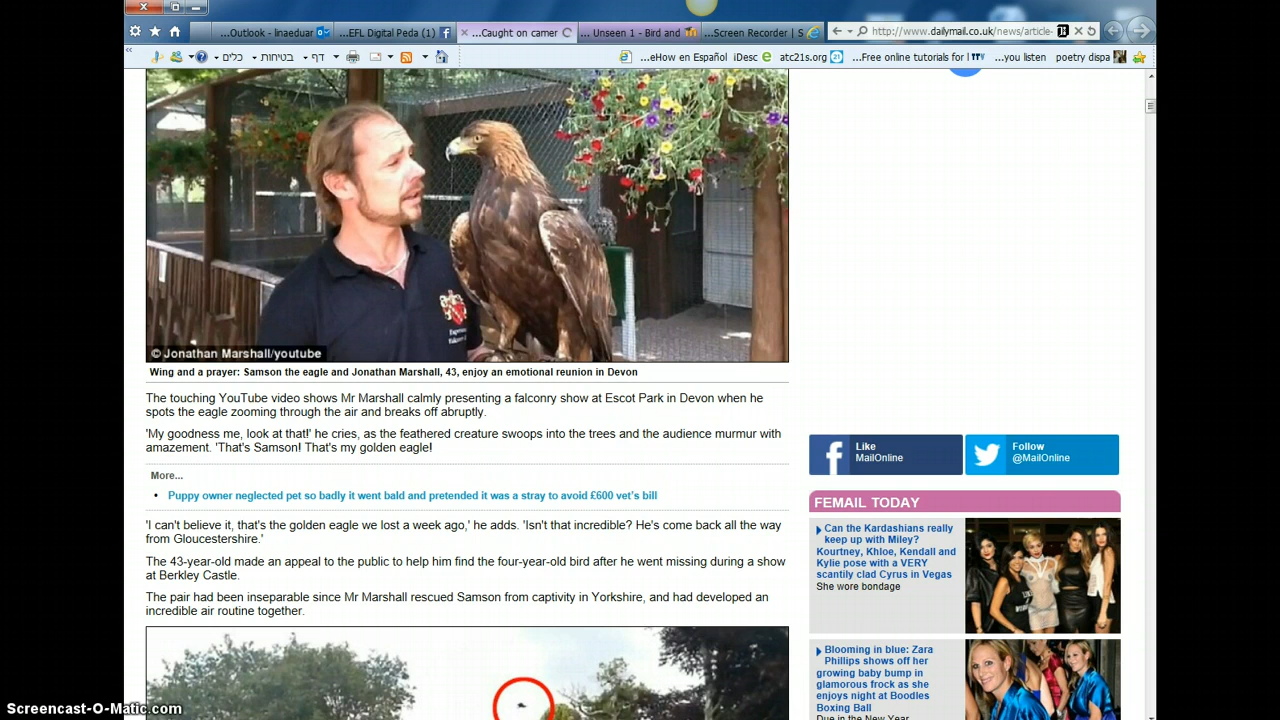 ...Outlook - linaeduar
...EFL Digital Peda (1)
...Caught on camer
... Unseen 1 - Bird and
...Screen Recorder | S
http://www.dailymail.co.uk/news/article-
דף
בטיחות
כלים
...eHow en Español
iDesc
atc21s.org
21
...Free online tutorials for l
...you listen
poetry dispa
© Jonathan Marshall/youtube
Wing and a prayer: Samson the eagle and Jonathan Marshall, 43, enjoy an emotional reunion in Devon
The touching YouTube video shows Mr Marshall calmly presenting a falconry show at Escot Park in Devon when he
spots the eagle zooming through the air and breaks off abruptly.
'My goodness me, look at that!' he cries, as the feathered creature swoops into the trees and the audience murmur with
amazement. 'That's Samson! That's my golden eagle!
More...
• Puppy owner neglected pet so badly it went bald and pretended it was a stray to avoid £600 vet's bill
'I can't believe it, that's the golden eagle we lost a week ago,' he adds. 'Isn't that incredible? He's come back all the way
from Gloucestershire.'
The 43-year-old made an appeal to the public to help him find the four-year-old bird after he went missing during a show
at Berkley Castle.
The pair had been inseparable since Mr Marshall rescued Samson from captivity in Yorkshire, and had developed an
incredible air routine together.
Like
MailOnline
Follow
@MailOnline
FEMAIL TODAY
Can the Kardashians really
keep up with Miley?
Kourtney, Khloe, Kendall and
Kylie pose with a VERY
scantily clad Cyrus in Vegas
She wore bondage
Blooming in blue: Zara
Phillips shows off her
growing baby bump in
glamorous frock as she
enjoys night at Boodles
Boxing Ball
Due in the New Year
Screencast-O-Matic.com